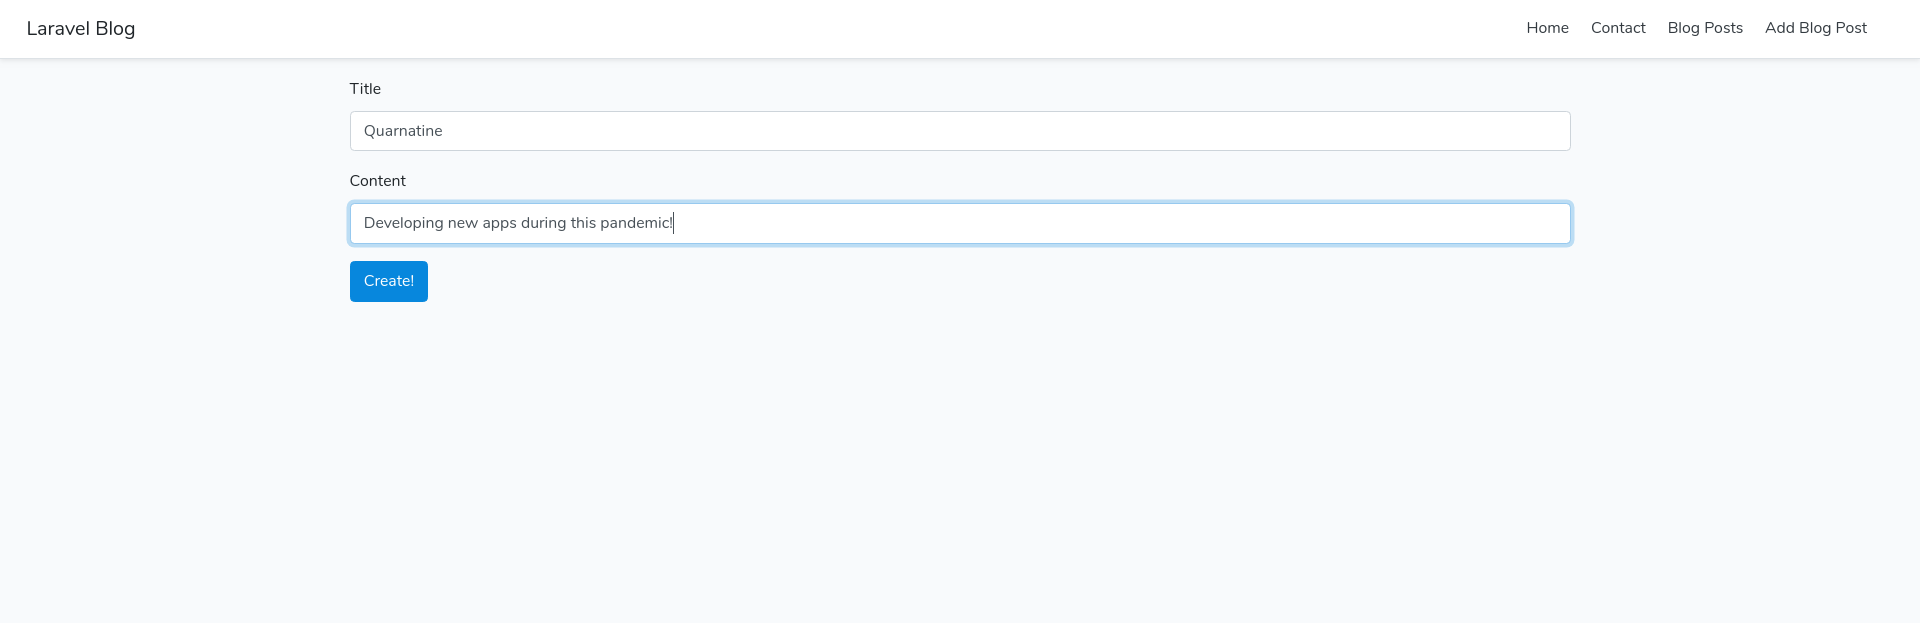 Laravel Blog
Home Contact Blog Posts Add Blog Post
Title
Quarnatine
Content
Developing new apps during this pandemic!
Create!